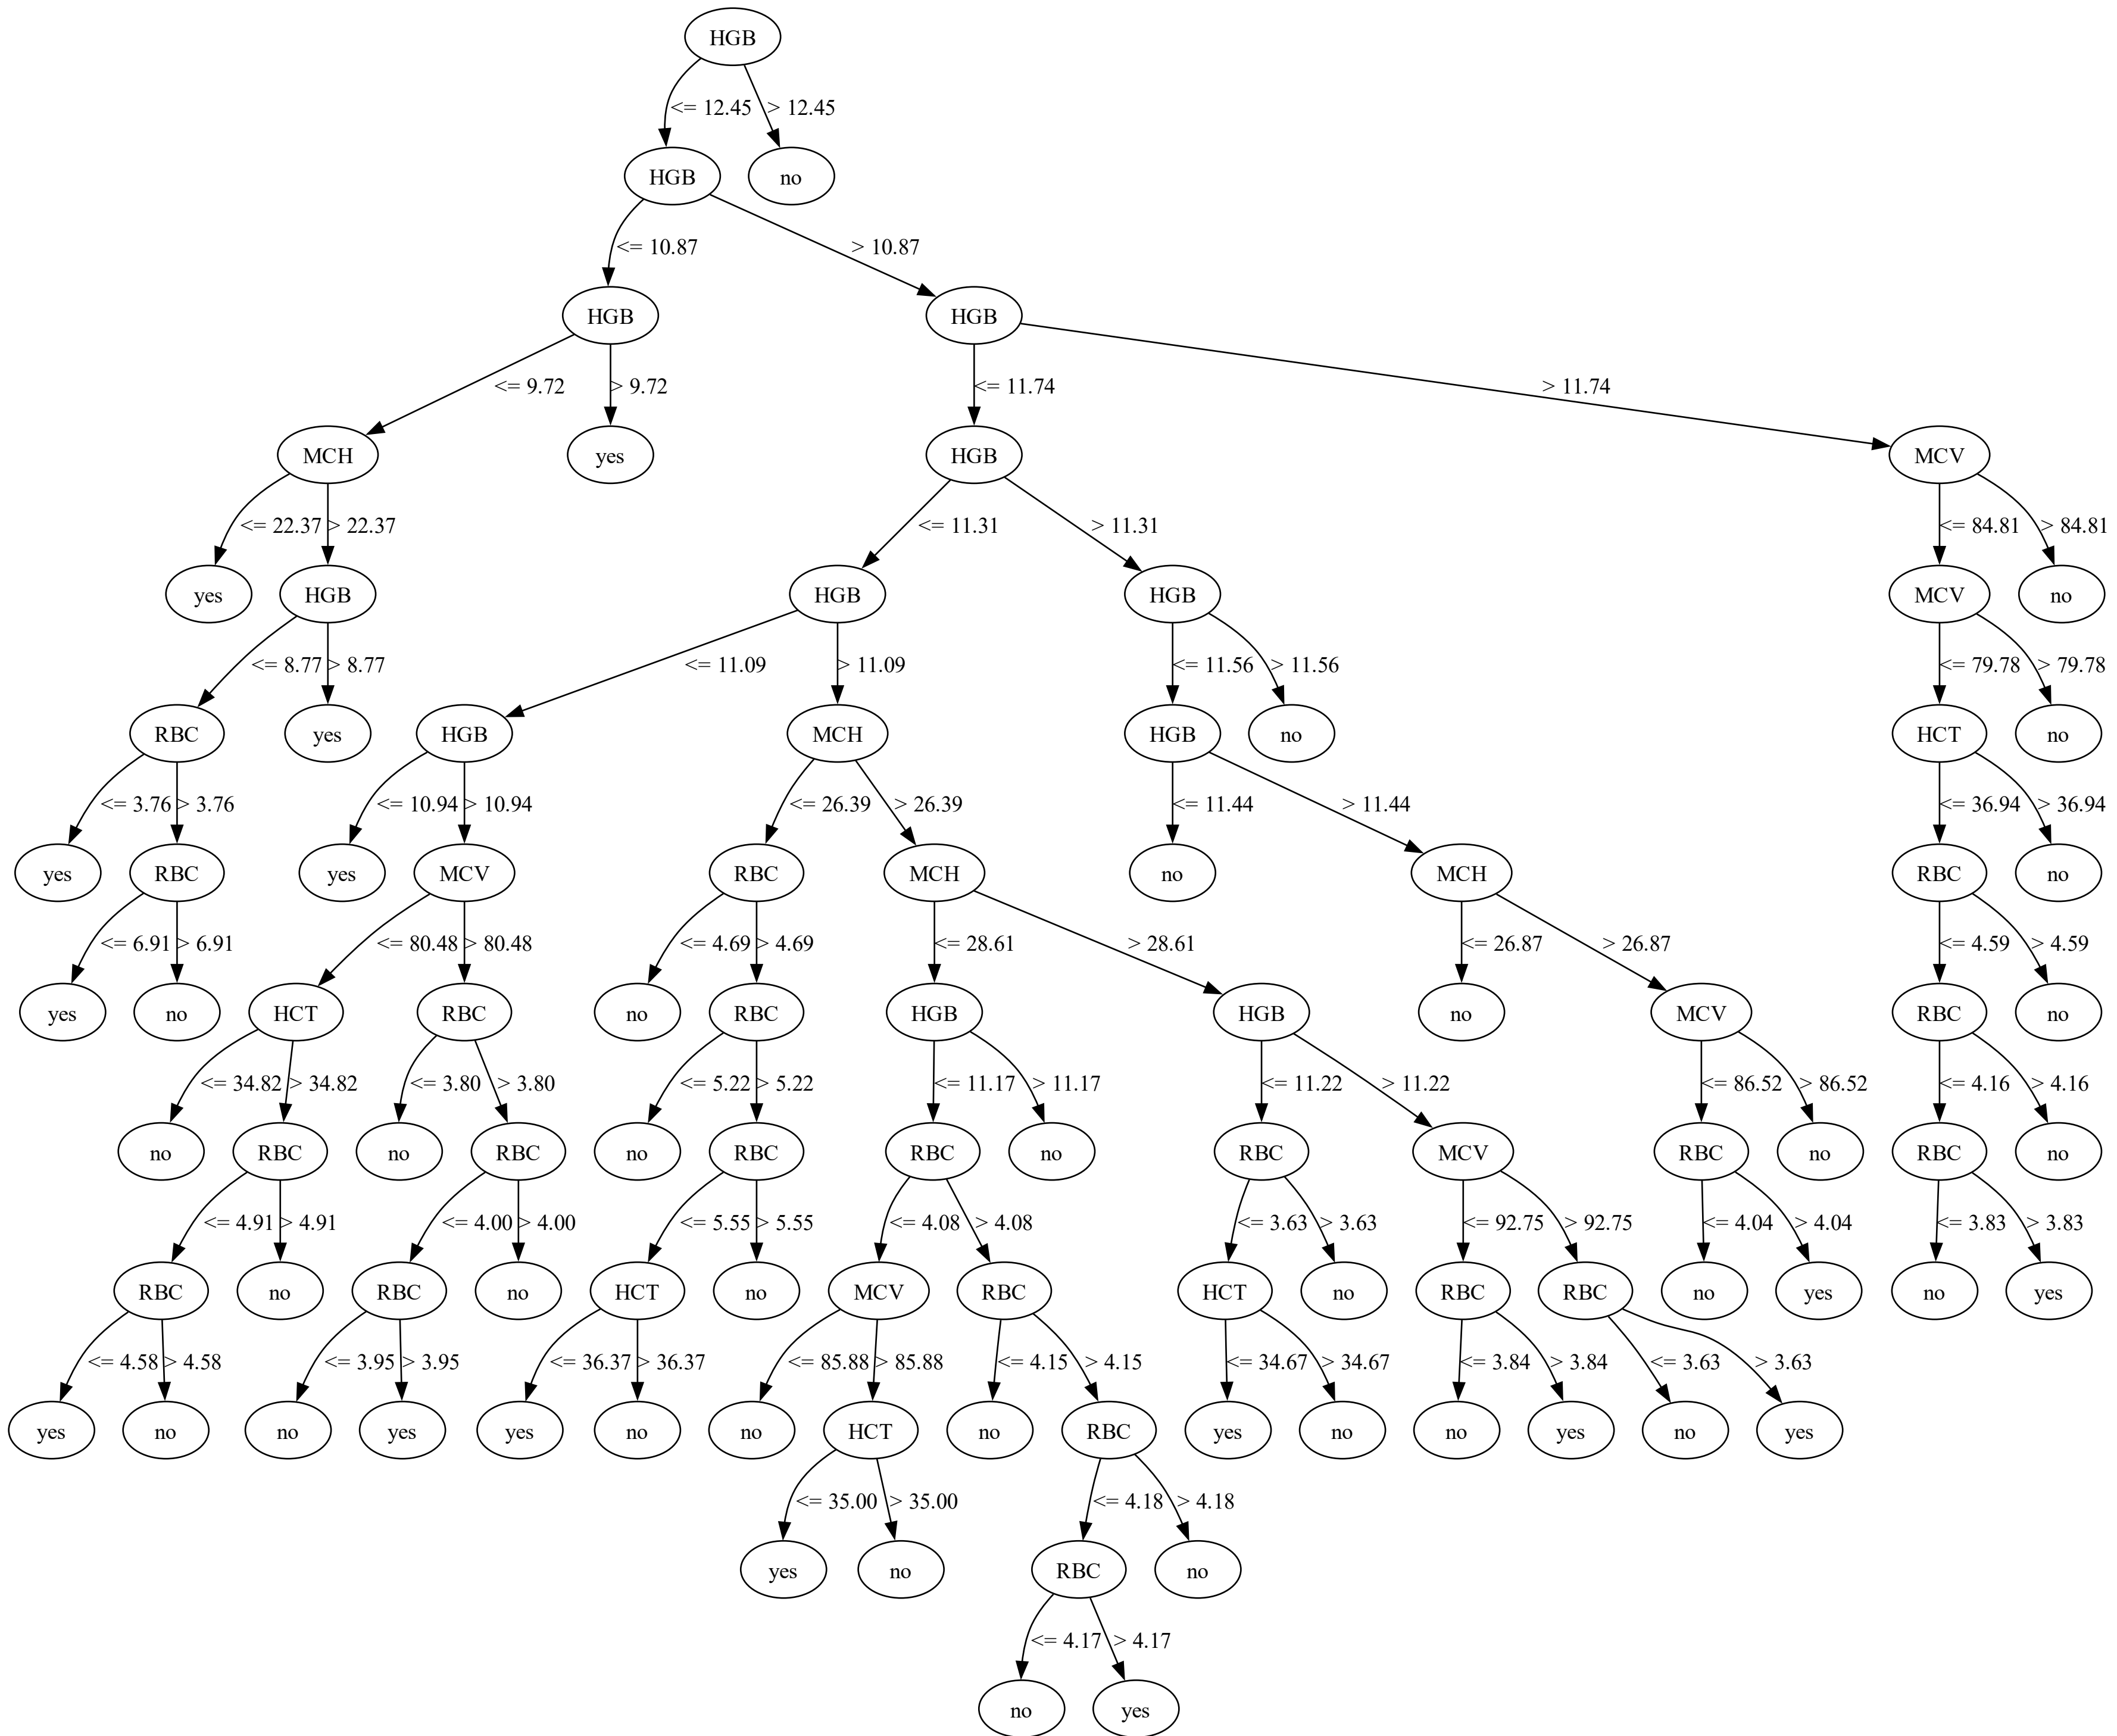 HGB
<= 12.45 > 12.45
HGB no
<= 10.87 > 10.87
HGB HGB
<= 9.72 > 9.72 <= 11.74 > 11.74
MCH yes HGB MCV
<= 22.37 > 22.37 <= 11.31 > 11.31 <= 84.81 > 84.81
yes HGB HGB HGB MCV no
<= 8.77 > 8.77 <= 11.09 > 11.09 <= 11.56 > 11.56 <= 79.78 > 79.78
RBC yes HGB MCH HGB no HCT no
<= 3.76 > 3.76 <= 10.94 > 10.94 <= 26.39 > 26.39 <= 11.44 > 11.44 <= 36.94 > 36.94
yes RBC yes MCV RBC MCH no MCH RBC no
<= 6.91 > 6.91 <= 80.48 > 80.48 <= 4.69 > 4.69 <= 28.61 > 28.61 <= 26.87 > 26.87 <= 4.59 > 4.59
yes no HCT RBC no RBC HGB HGB no MCV RBC no
<= 34.82 > 34.82 <= 3.80 > 3.80 <= 5.22 > 5.22 <= 11.17 > 11.17 <= 11.22 > 11.22 <= 86.52 > 86.52 <= 4.16 > 4.16
no RBC no RBC no RBC RBC no RBC MCV RBC no RBC no
<= 4.91 > 4.91 <= 4.00 > 4.00 <= 5.55 > 5.55 <= 4.08 > 4.08 <= 3.63 > 3.63 <= 92.75 > 92.75 <= 4.04 > 4.04 <= 3.83 > 3.83
RBC no RBC no HCT no MCV RBC HCT no RBC RBC no yes no yes
<= 4.58 > 4.58 <= 3.95 > 3.95 <= 36.37 > 36.37 <= 85.88 > 85.88 <= 4.15 > 4.15 <= 34.67 > 34.67 <= 3.84 > 3.84 <= 3.63 > 3.63
yes no no yes yes no no HCT no RBC yes no no yes no yes
<= 35.00 > 35.00 <= 4.18 > 4.18
yes no RBC no
<= 4.17 > 4.17
no yes